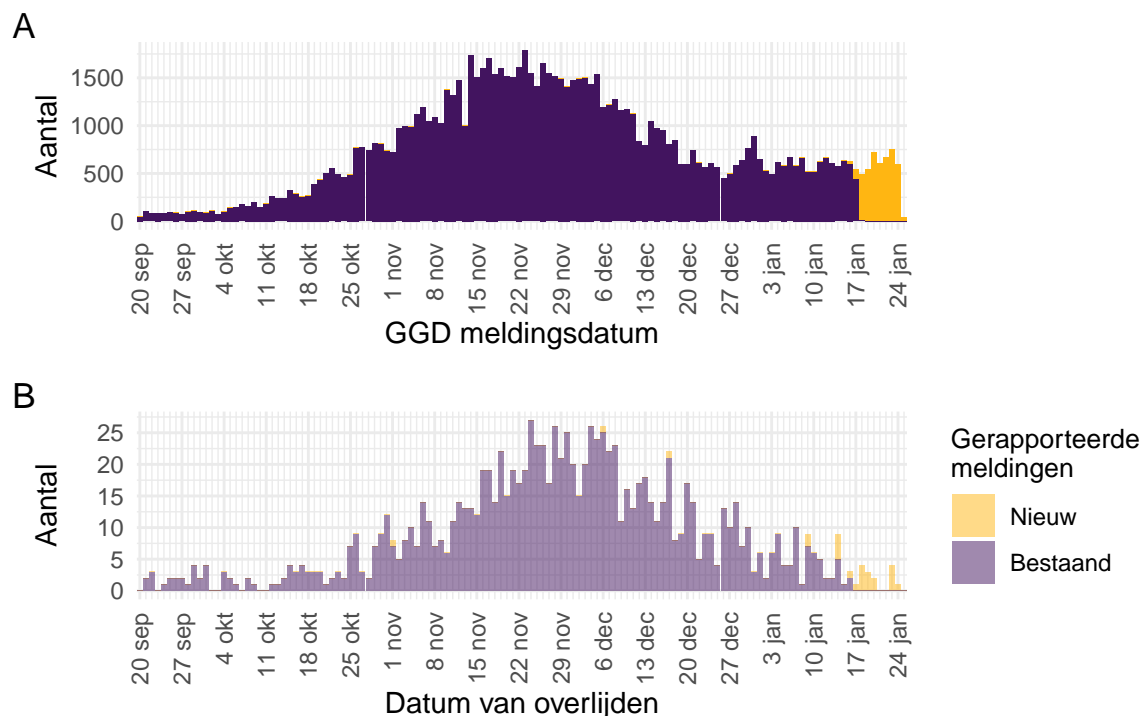 A
Aantal
1500
1000
500
0
20 sep
27 sep
4 okt
11 okt
18 okt
25 okt
1 nov
8 nov
15 nov
22 nov
29 nov
6 dec
13 dec
20 dec
27 dec
3 jan
10 jan
17 jan
24 jan
GGD meldingsdatum
B
Aantal
25
20
15
10
5
0
20 sep
27 sep
4 okt
11 okt
18 okt
25 okt
1 nov
8 nov
15 nov
22 nov
29 nov
6 dec
13 dec
20 dec
27 dec
3 jan
10 jan
17 jan
24 jan
Datum van overlijden
Gerapporteerde
meldingen
Nieuw
Bestaand